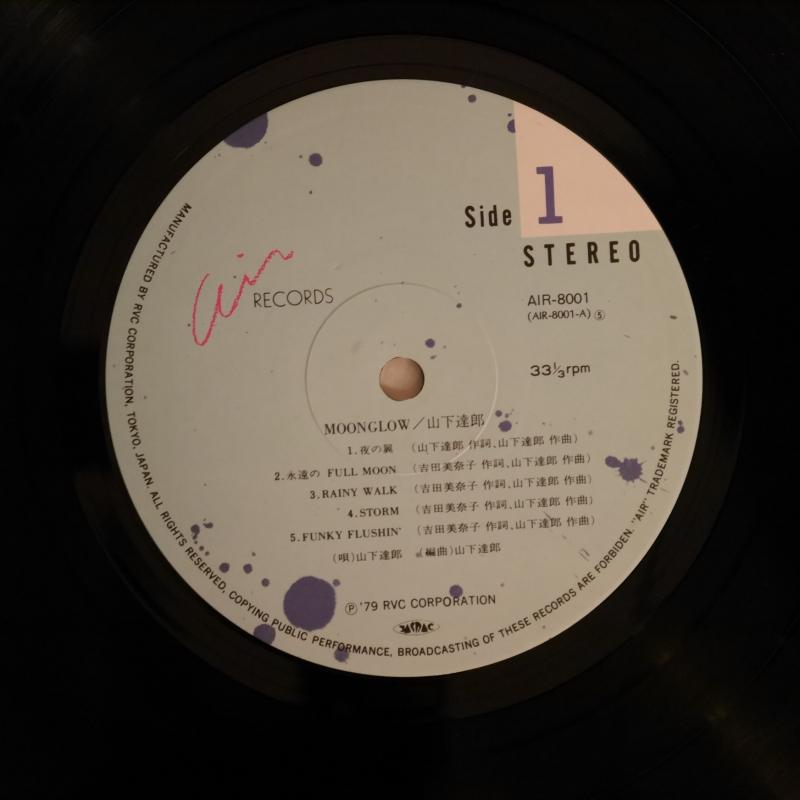 Side 1
STEREO
Air RECORDS
AIR-8001
(AIR-8001-A) ⑤
33 1/3 rpm
MOONGLOW／山下達郎
1.夜の翼 (山下達郎 作詞、山下達郎 作曲)
2.永遠の FULL MOON (吉田美奈子 作詞、山下達郎 作曲)
3.RAINY WALK (吉田美奈子 作詞、山下達郎 作曲)
4.STORM (吉田美奈子 作詞、山下達郎 作曲)
5.FUNKY FLUSHIN' (吉田美奈子 作詞、山下達郎 作曲)
(唄)山下達郎 (編曲)山下達郎
Ⓟ '79 RVC CORPORATION
JASRAC
MANUFACTURED BY RVC CORPORATION, TOKYO, JAPAN. ALL RIGHTS RESERVED, COPYING PUBLIC PERFORMANCE, BROADCASTING OF THESE RECORDS ARE FORBIDEN. "AIR" TRADEMARK REGISTERED.